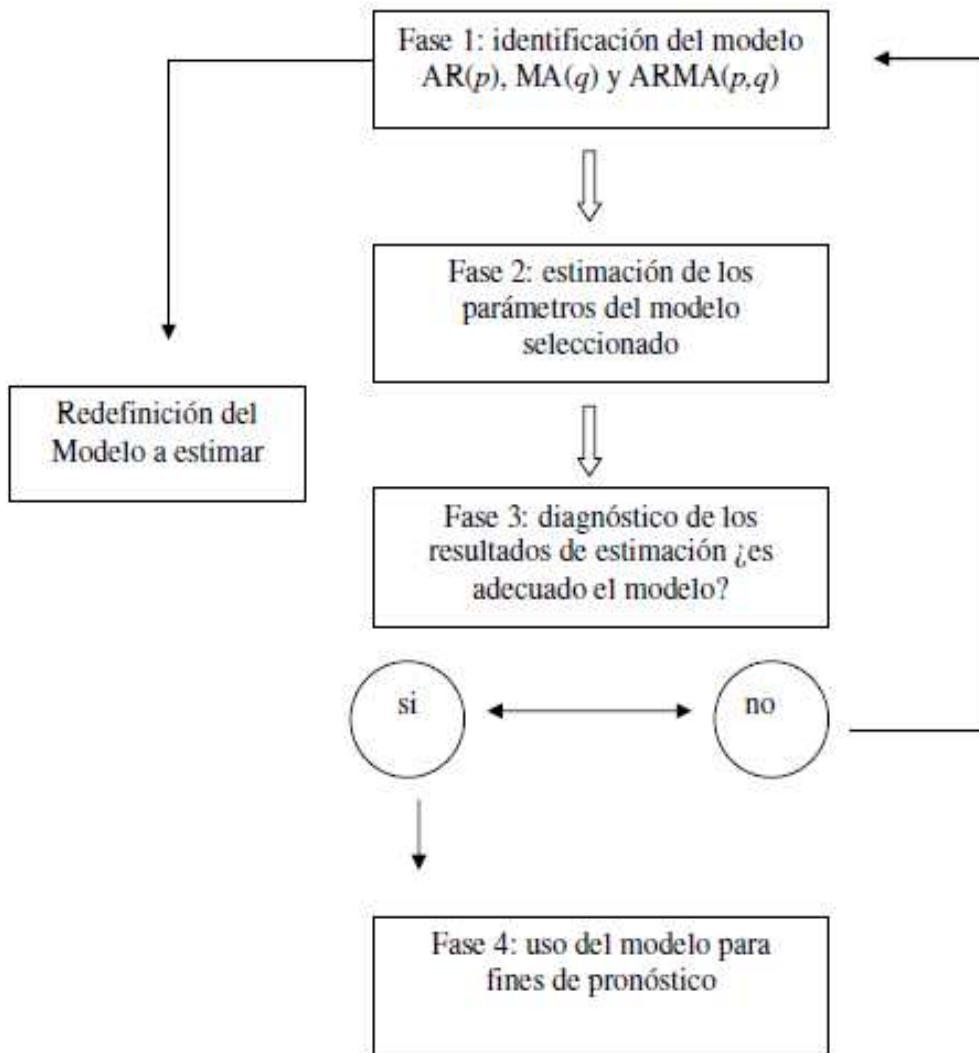 Fase 1: identificación del modelo
AR(p), MA(q) y ARMA(p,q)
Fase 2: estimación de los
parámetros del modelo
seleccionado
Redefinición del
Modelo a estimar
Fase 3: diagnóstico de los
resultados de estimación ¿es
adecuado el modelo?
si
no
Fase 4: uso del modelo para
fines de pronóstico